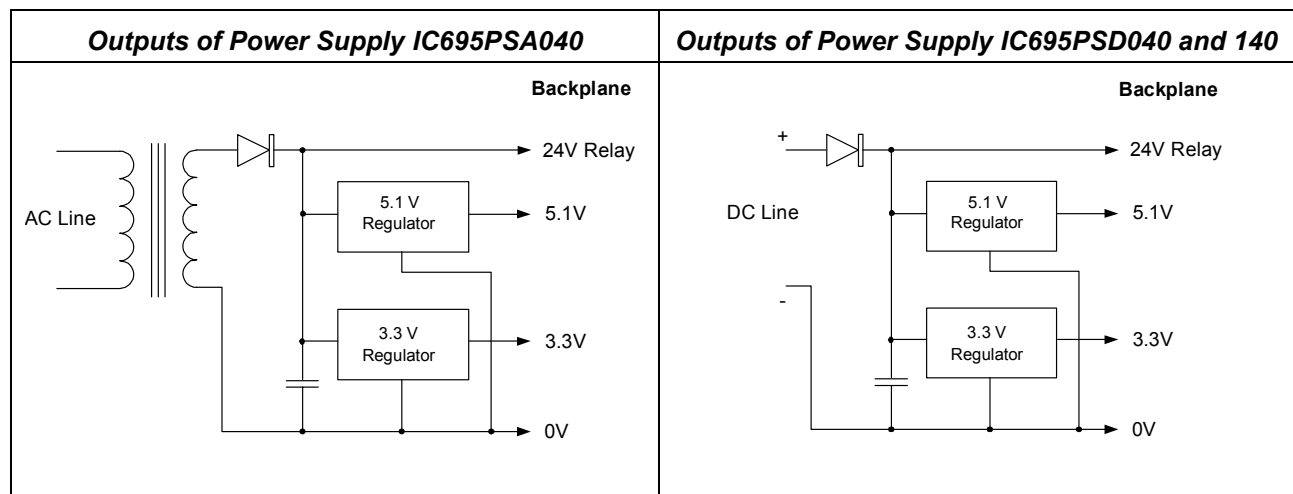 Outputs of Power Supply IC695PSA040
Outputs of Power Supply IC695PSD040 and 140
Backplane
24V Relay
5.1 V
Regulator
5.1V
AC Line
3.3 V
Regulator
3.3V
0V
Backplane
+
24V Relay
5.1 V
Regulator
5.1V
DC Line
-
3.3 V
Regulator
3.3V
0V